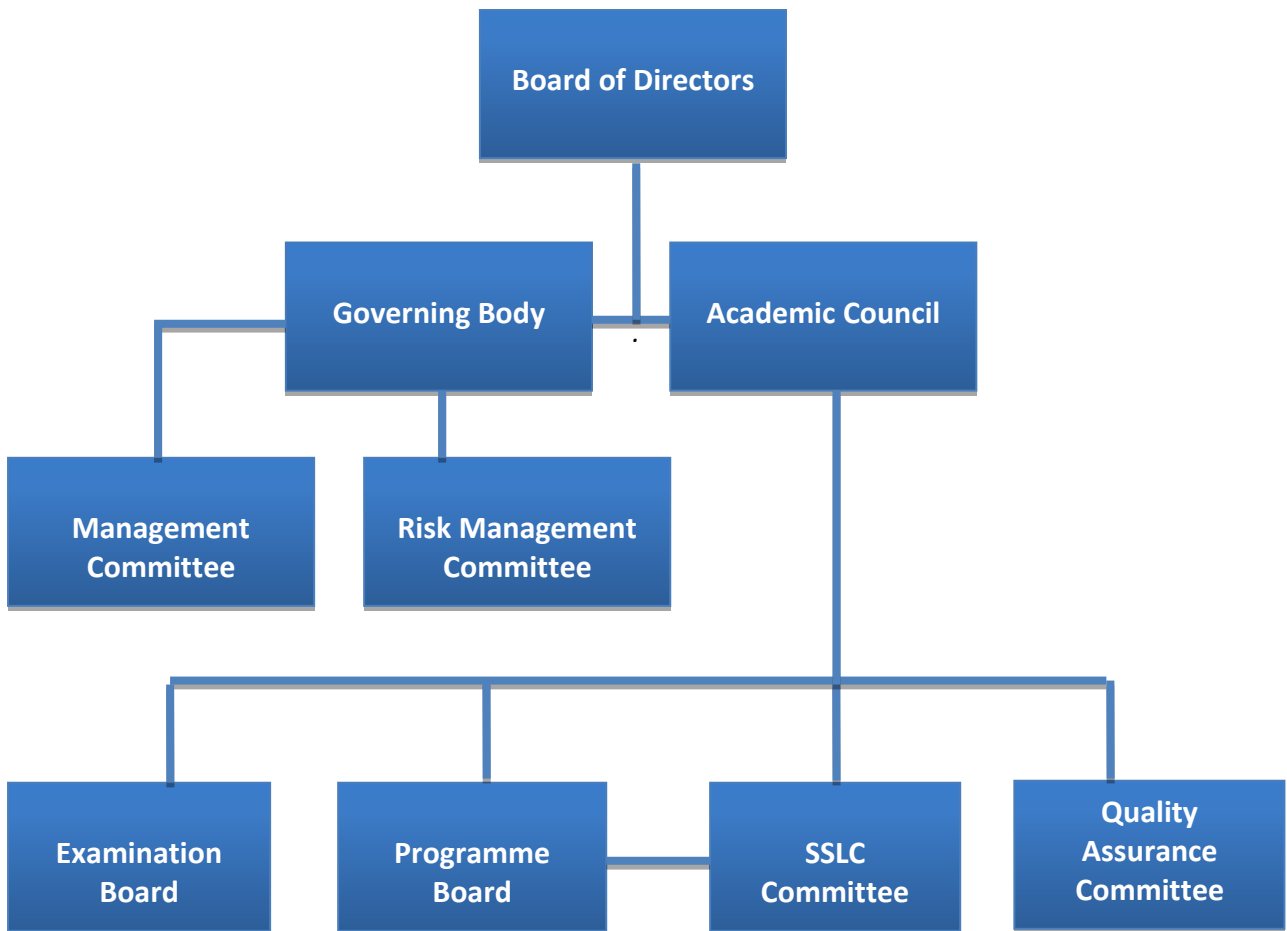 Board of Directors
Governing Body
Academic Council
.
Management
Committee
Risk Management
Committee
Examination
Board
Programme
Board
SSLC
Committee
Quality
Assurance
Committee